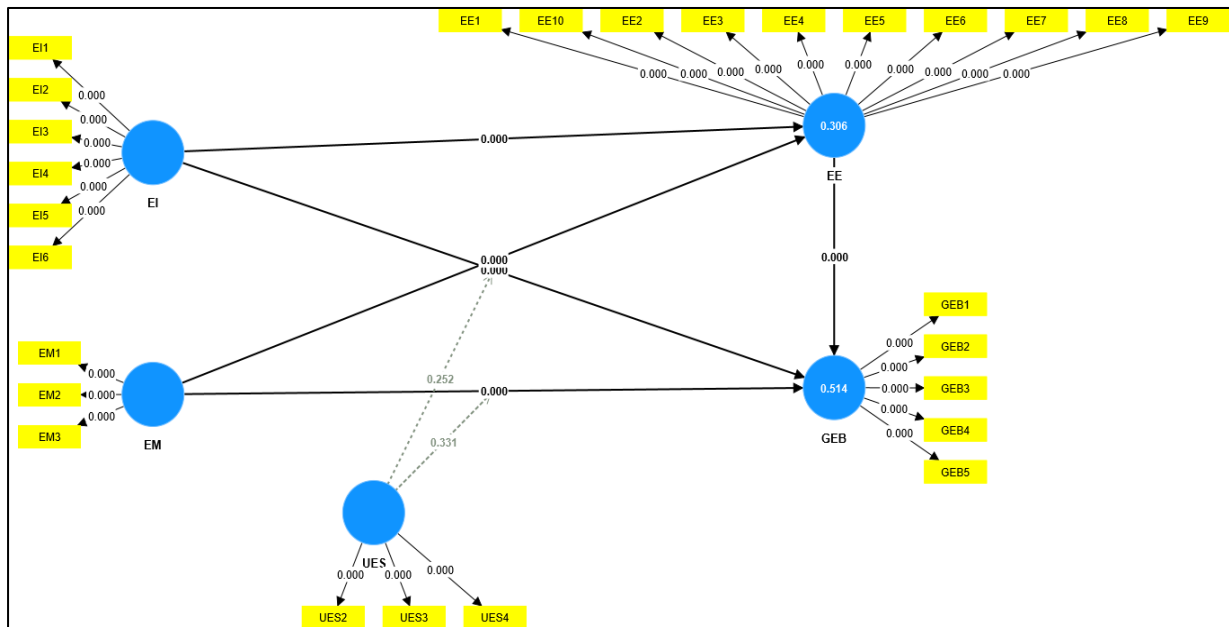 EE1 EE10 EE2 EE3 EE4 EE5 EE6 EE7 EE8 EE9
0.000 0.000 0.000 0.000 0.000 0.000 0.000 0.000 0.000 0.000
0.306
EE
EI1
EI2
EI3
EI4
EI5
EI6
0.000
0.000
0.000
0.000
0.000
0.000
EI
0.000
0.000
0.000
0.000
EM1
EM2
EM3
0.000
0.000
0.000
EM
0.000
0.252
0.331
0.514
GEB
0.000
0.000
0.000
0.000
0.000
GEB1
GEB2
GEB3
GEB4
GEB5
UES
0.000 0.000 0.000
UES2 UES3 UES4